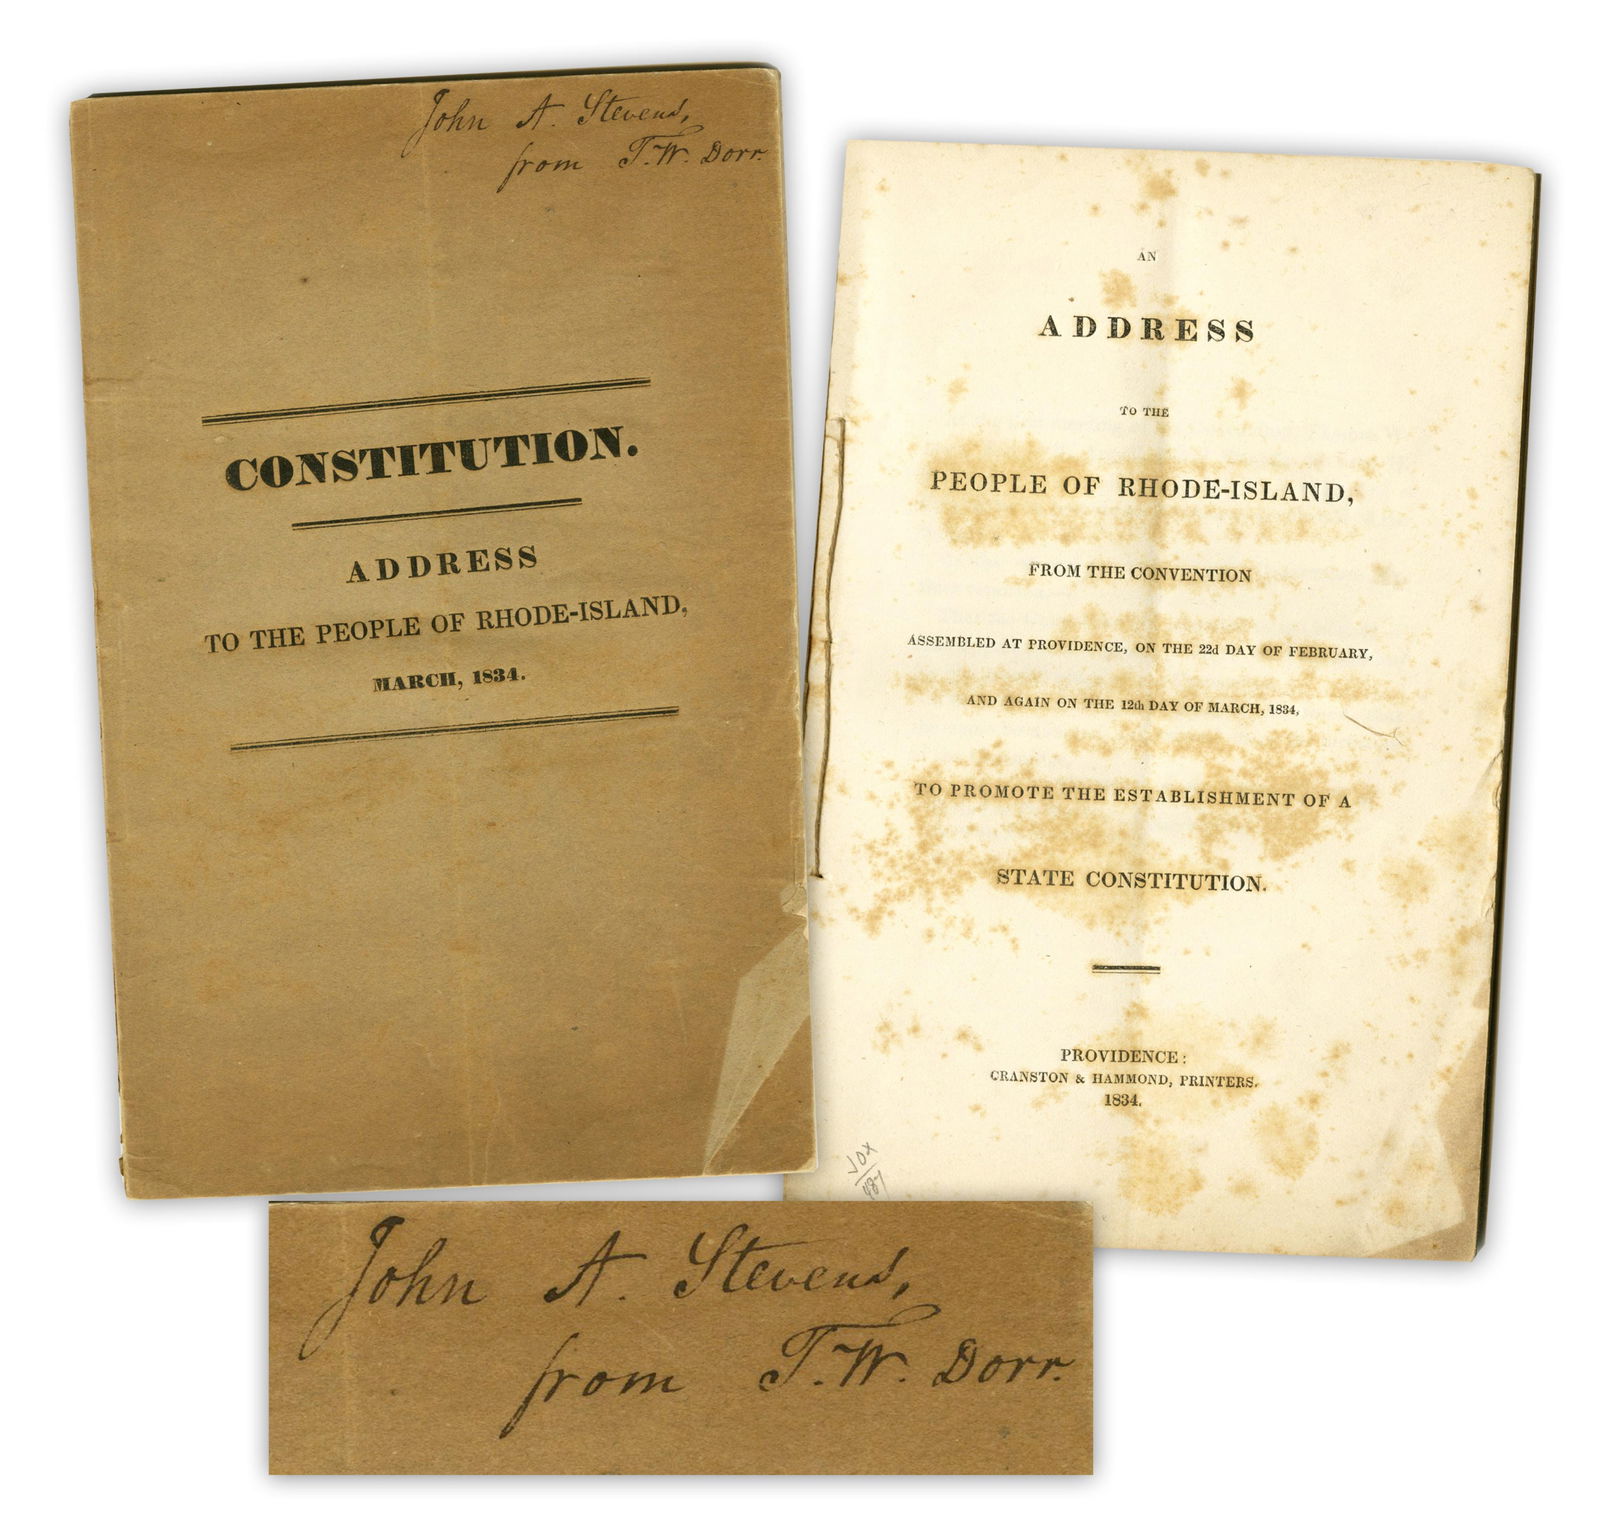 John A. Stevens,
from T. W. Dorr.
CONSTITUTION.
ADDRESS
TO THE PEOPLE OF RHODE-ISLAND,
MARCH, 1834.
AN
ADDRESS
TO THE
PEOPLE OF RHODE-ISLAND,
FROM THE CONVENTION
ASSEMBLED AT PROVIDENCE, ON THE 22d DAY OF FEBRUARY,
AND AGAIN ON THE 12th DAY OF MARCH, 1834,
TO PROMOTE THE ESTABLISHMENT OF A
STATE CONSTITUTION.
PROVIDENCE:
CRANSTON & HAMMOND, PRINTERS.
1834.
John A. Stevens,
from T. W. Dorr.